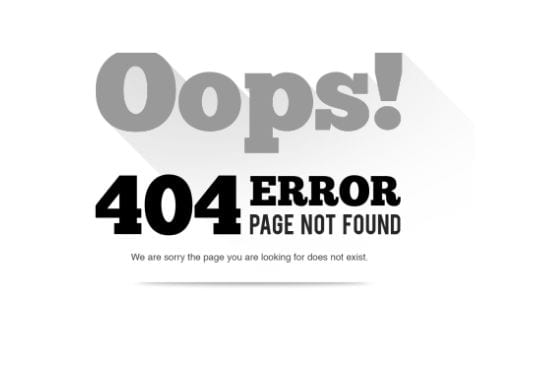 Oops!
404 ERROR
PAGE NOT FOUND
We are sorry the page you are looking for does not exist.